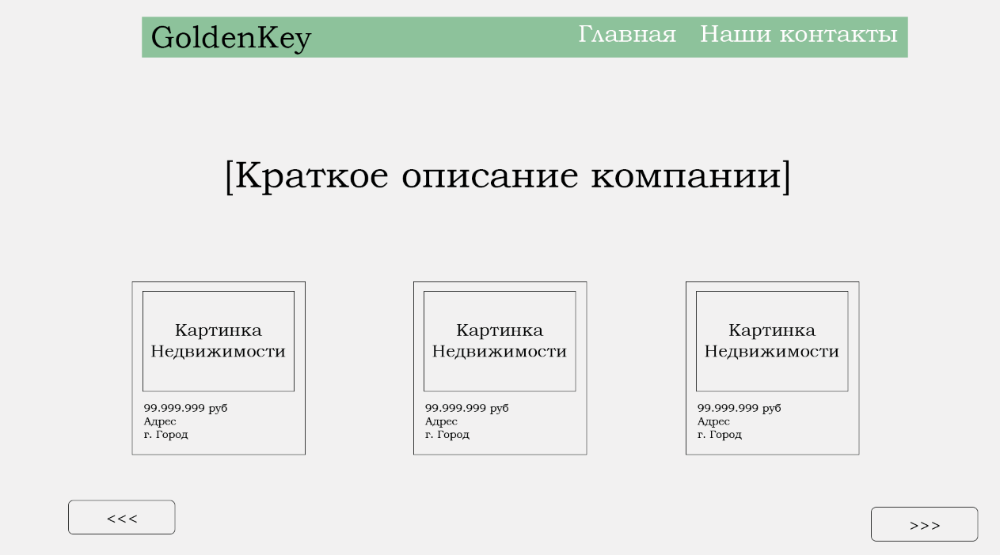 GoldenKey
Главная
Наши контакты
[Краткое описание компании]
Картинка
Недвижимости
99.999.999 руб
Адрес
г. Город
Картинка
Недвижимости
99.999.999 руб
Адрес
г. Город
Картинка
Недвижимости
99.999.999 руб
Адрес
г. Город
<<<
>>>